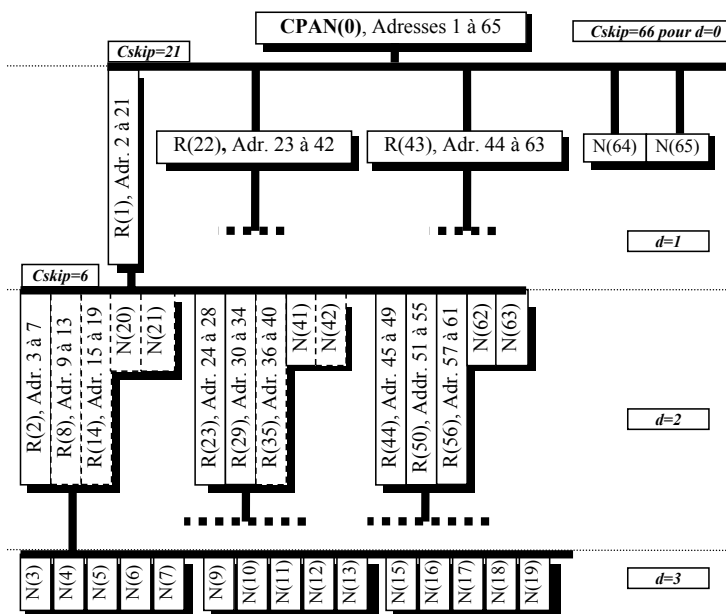 CPAN(0), Adresses 1 à 65
Cskip=66 pour d=0
Cskip=21
R(1), Adr. 2 à 21
R(22), Adr. 23 à 42
R(43), Adr. 44 à 63
N(64)
N(65)
d=1
Cskip=6
R(2), Adr. 3 à 7
R(8), Adr. 9 à 13
R(14), Adr. 15 à 19
N(20)
N(21)
R(23), Adr. 24 à 28
R(29), Adr. 30 à 34
R(35), Adr. 36 à 40
N(41)
N(42)
R(44), Adr. 45 à 49
R(50), Addr. 51 à 55
R(56), Adr. 57 à 61
N(62)
N(63)
d=2
N(3)
N(4)
N(5)
N(6)
N(7)
N(9)
N(10)
N(11)
N(12)
N(13)
N(15)
N(16)
N(17)
N(18)
N(19)
d=3